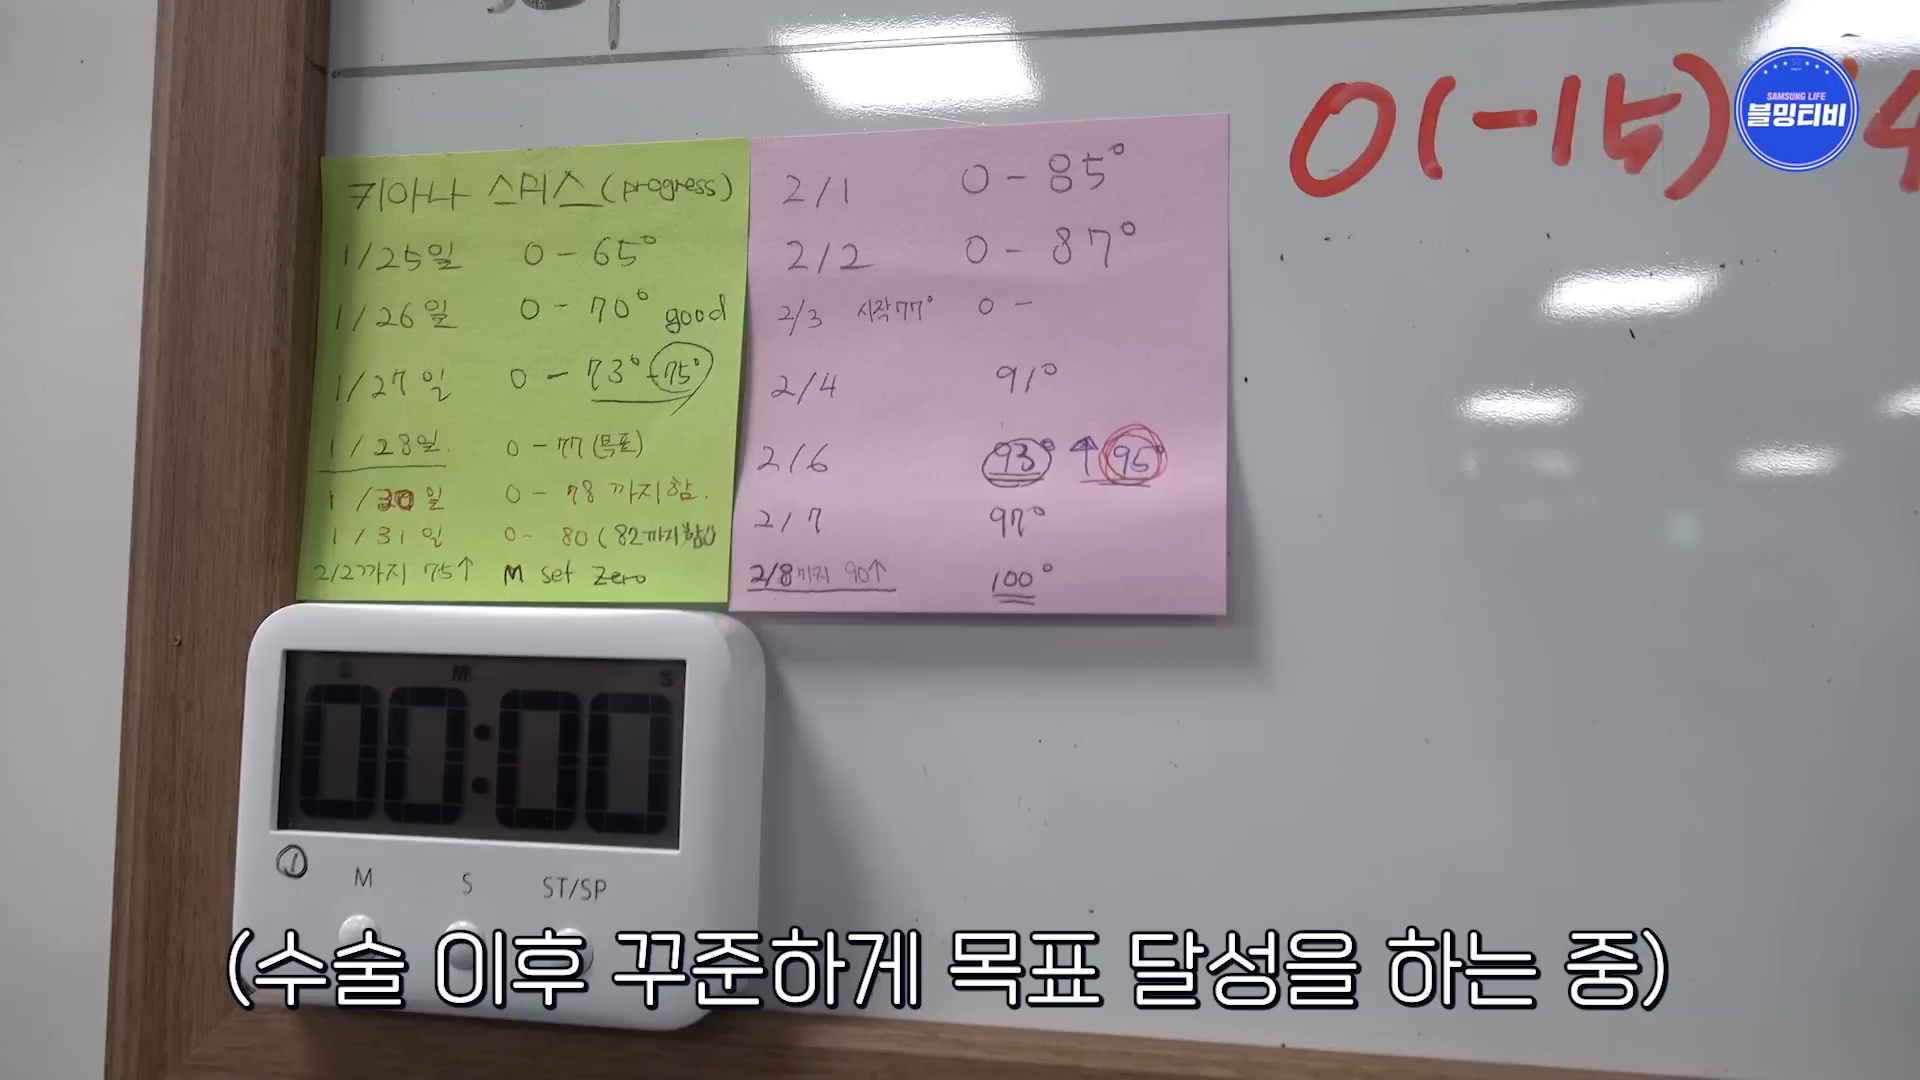 0(-15)
SAMSUNG LIFE
블밍티비
키아나 스미스(progress)
1/25일 0-65°
1/26일 0-70° good
1/27일 0-73° 75°
1/28일. 0-77(목표)
1/30일 0-78 까지함.
1/31일 0-80(82까지함)
2/2까지 75↑ M set Zero
2/1 0-85°
2/2 0-87°
2/3 시작77° 0-
2/4 91°
2/6 93° ↑ 95°
2/7 97°
2/8까지 90↑ 100°
M S
00:00
① M S ST/SP
(수술 이후 꾸준하게 목표 달성을 하는 중)